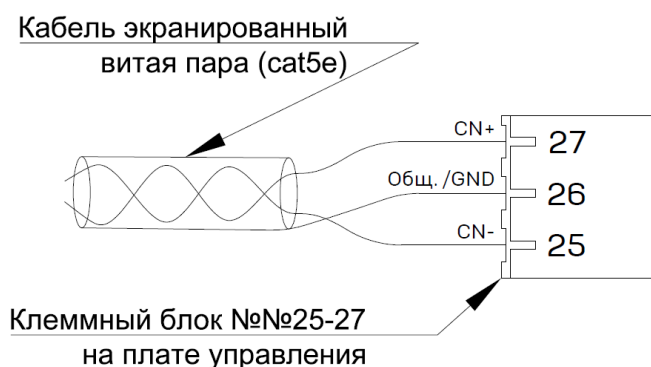 Кабель экранированный
витая пара (cat5e)
CN+
27
Общ. /GND
26
CN-
25
Клеммный блок №№25-27
на плате управления